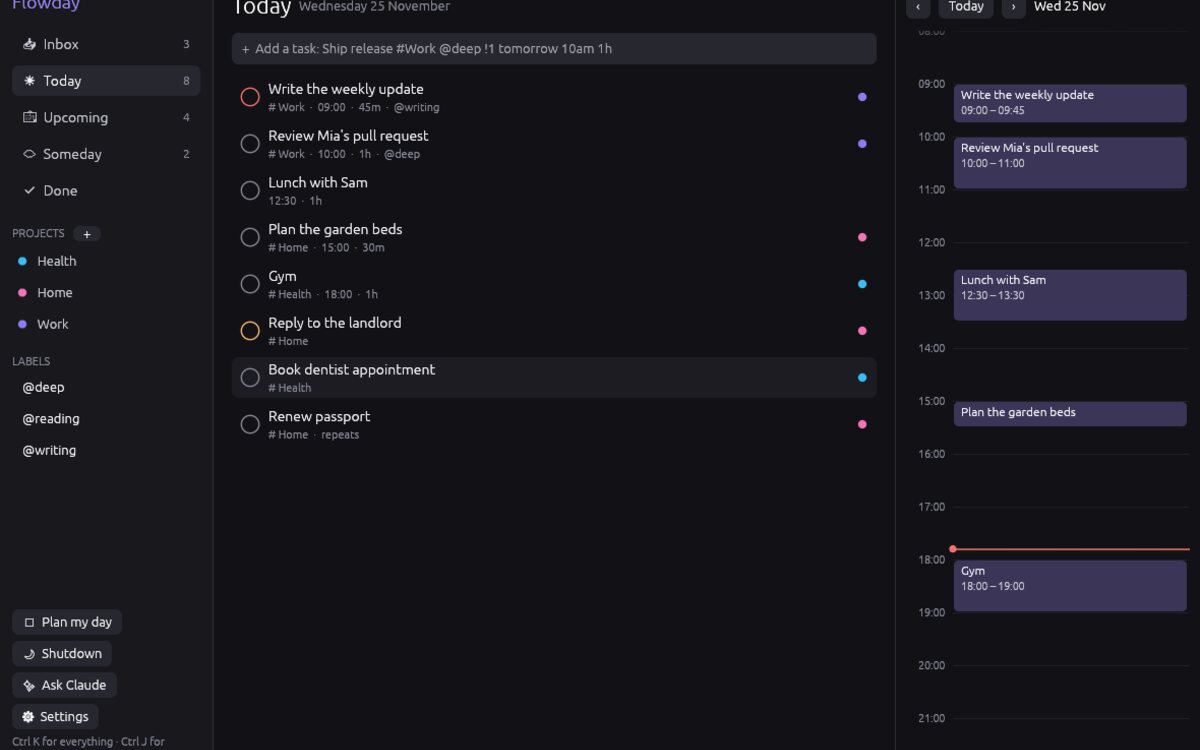 Flowday
Inbox 3
Today 8
Upcoming 4
Someday 2
Done
PROJECTS +
Health
Home
Work
LABELS
@deep
@reading
@writing
Plan my day
Shutdown
Ask Claude
Settings
Ctrl K for everything · Ctrl J for
Today Wednesday 25 November
+ Add a task: Ship release #Work @deep !1 tomorrow 10am 1h
Write the weekly update
# Work · 09:00 · 45m · @writing
Review Mia's pull request
# Work · 10:00 · 1h · @deep
Lunch with Sam
12:30 · 1h
Plan the garden beds
# Home · 15:00 · 30m
Gym
# Health · 18:00 · 1h
Reply to the landlord
# Home
Book dentist appointment
# Health
Renew passport
# Home · repeats
‹ Today › Wed 25 Nov
08:00
09:00
Write the weekly update
09:00 – 09:45
10:00
Review Mia's pull request
10:00 – 11:00
11:00
12:00
Lunch with Sam
13:00
12:30 – 13:30
14:00
15:00
Plan the garden beds
16:00
17:00
18:00
Gym
18:00 – 19:00
19:00
20:00
21:00